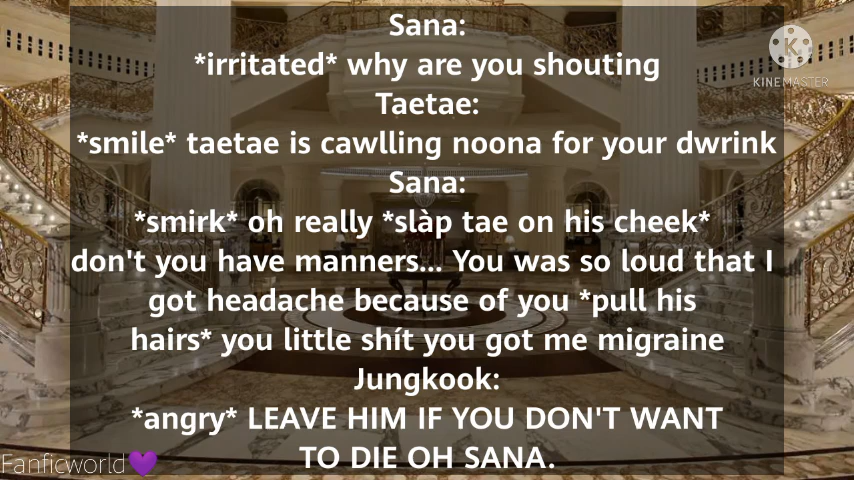 Sana:
*irritated* why are you shouting
Taetae:
*smile* taetae is cawlling noona for your dwrink
Sana:
*smirk* oh really *slàp tae on his cheek*
don't you have manners... You was so loud that I
got headache because of you *pull his
hairs* you little shít you got me migraine
Jungkook:
*angry* LEAVE HIM IF YOU DON'T WANT
TO DIE OH SANA.
K
KINEMASTER
Fanficworld💜